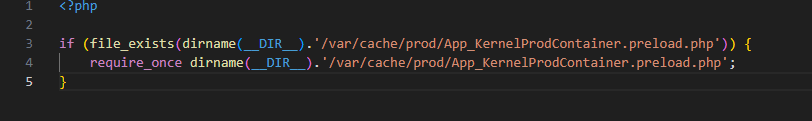 1 <?php
2
3 if (file_exists(dirname(__DIR__).'/var/cache/prod/App_KernelProdContainer.preload.php')) {
4     require_once dirname(__DIR__).'/var/cache/prod/App_KernelProdContainer.preload.php';
5 }